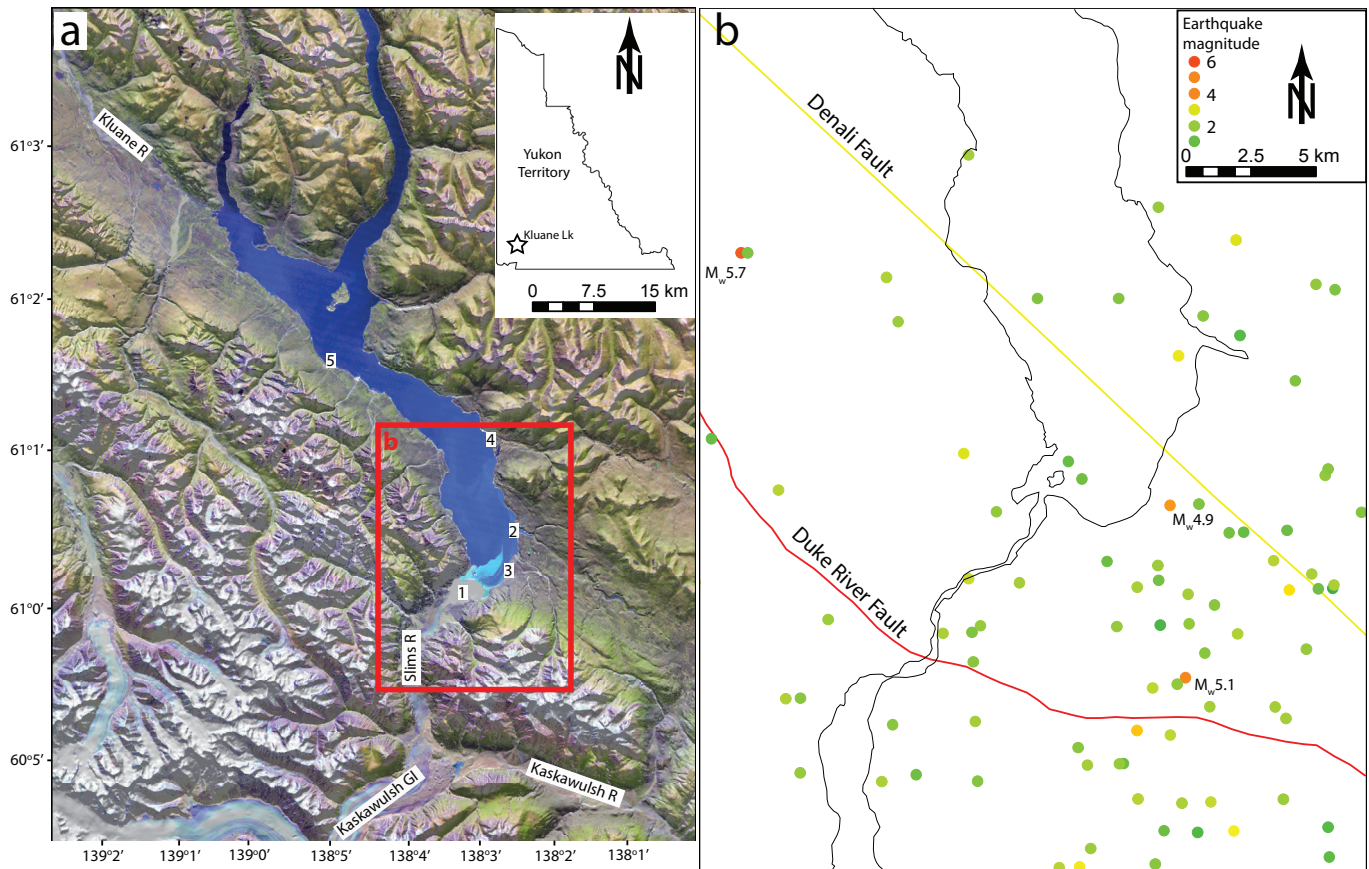 a
N
Yukon
Territory
Kluane Lk
0 7.5 15 km
Kluane R
61°3’
61°2’
61°1’
61°0’
60°5’
5
4
b
2
3
1
Slims R
Kaskawulsh Gl
Kaskawulsh R
139°2’ 139°1’ 139°0’ 138°5’ 138°4’ 138°3’ 138°2’ 138°1’
b
Earthquake
magnitude
6
4
2
N
0 2.5 5 km
Denali Fault
Mw5.7
Mw4.9
Duke River Fault
Mw5.1